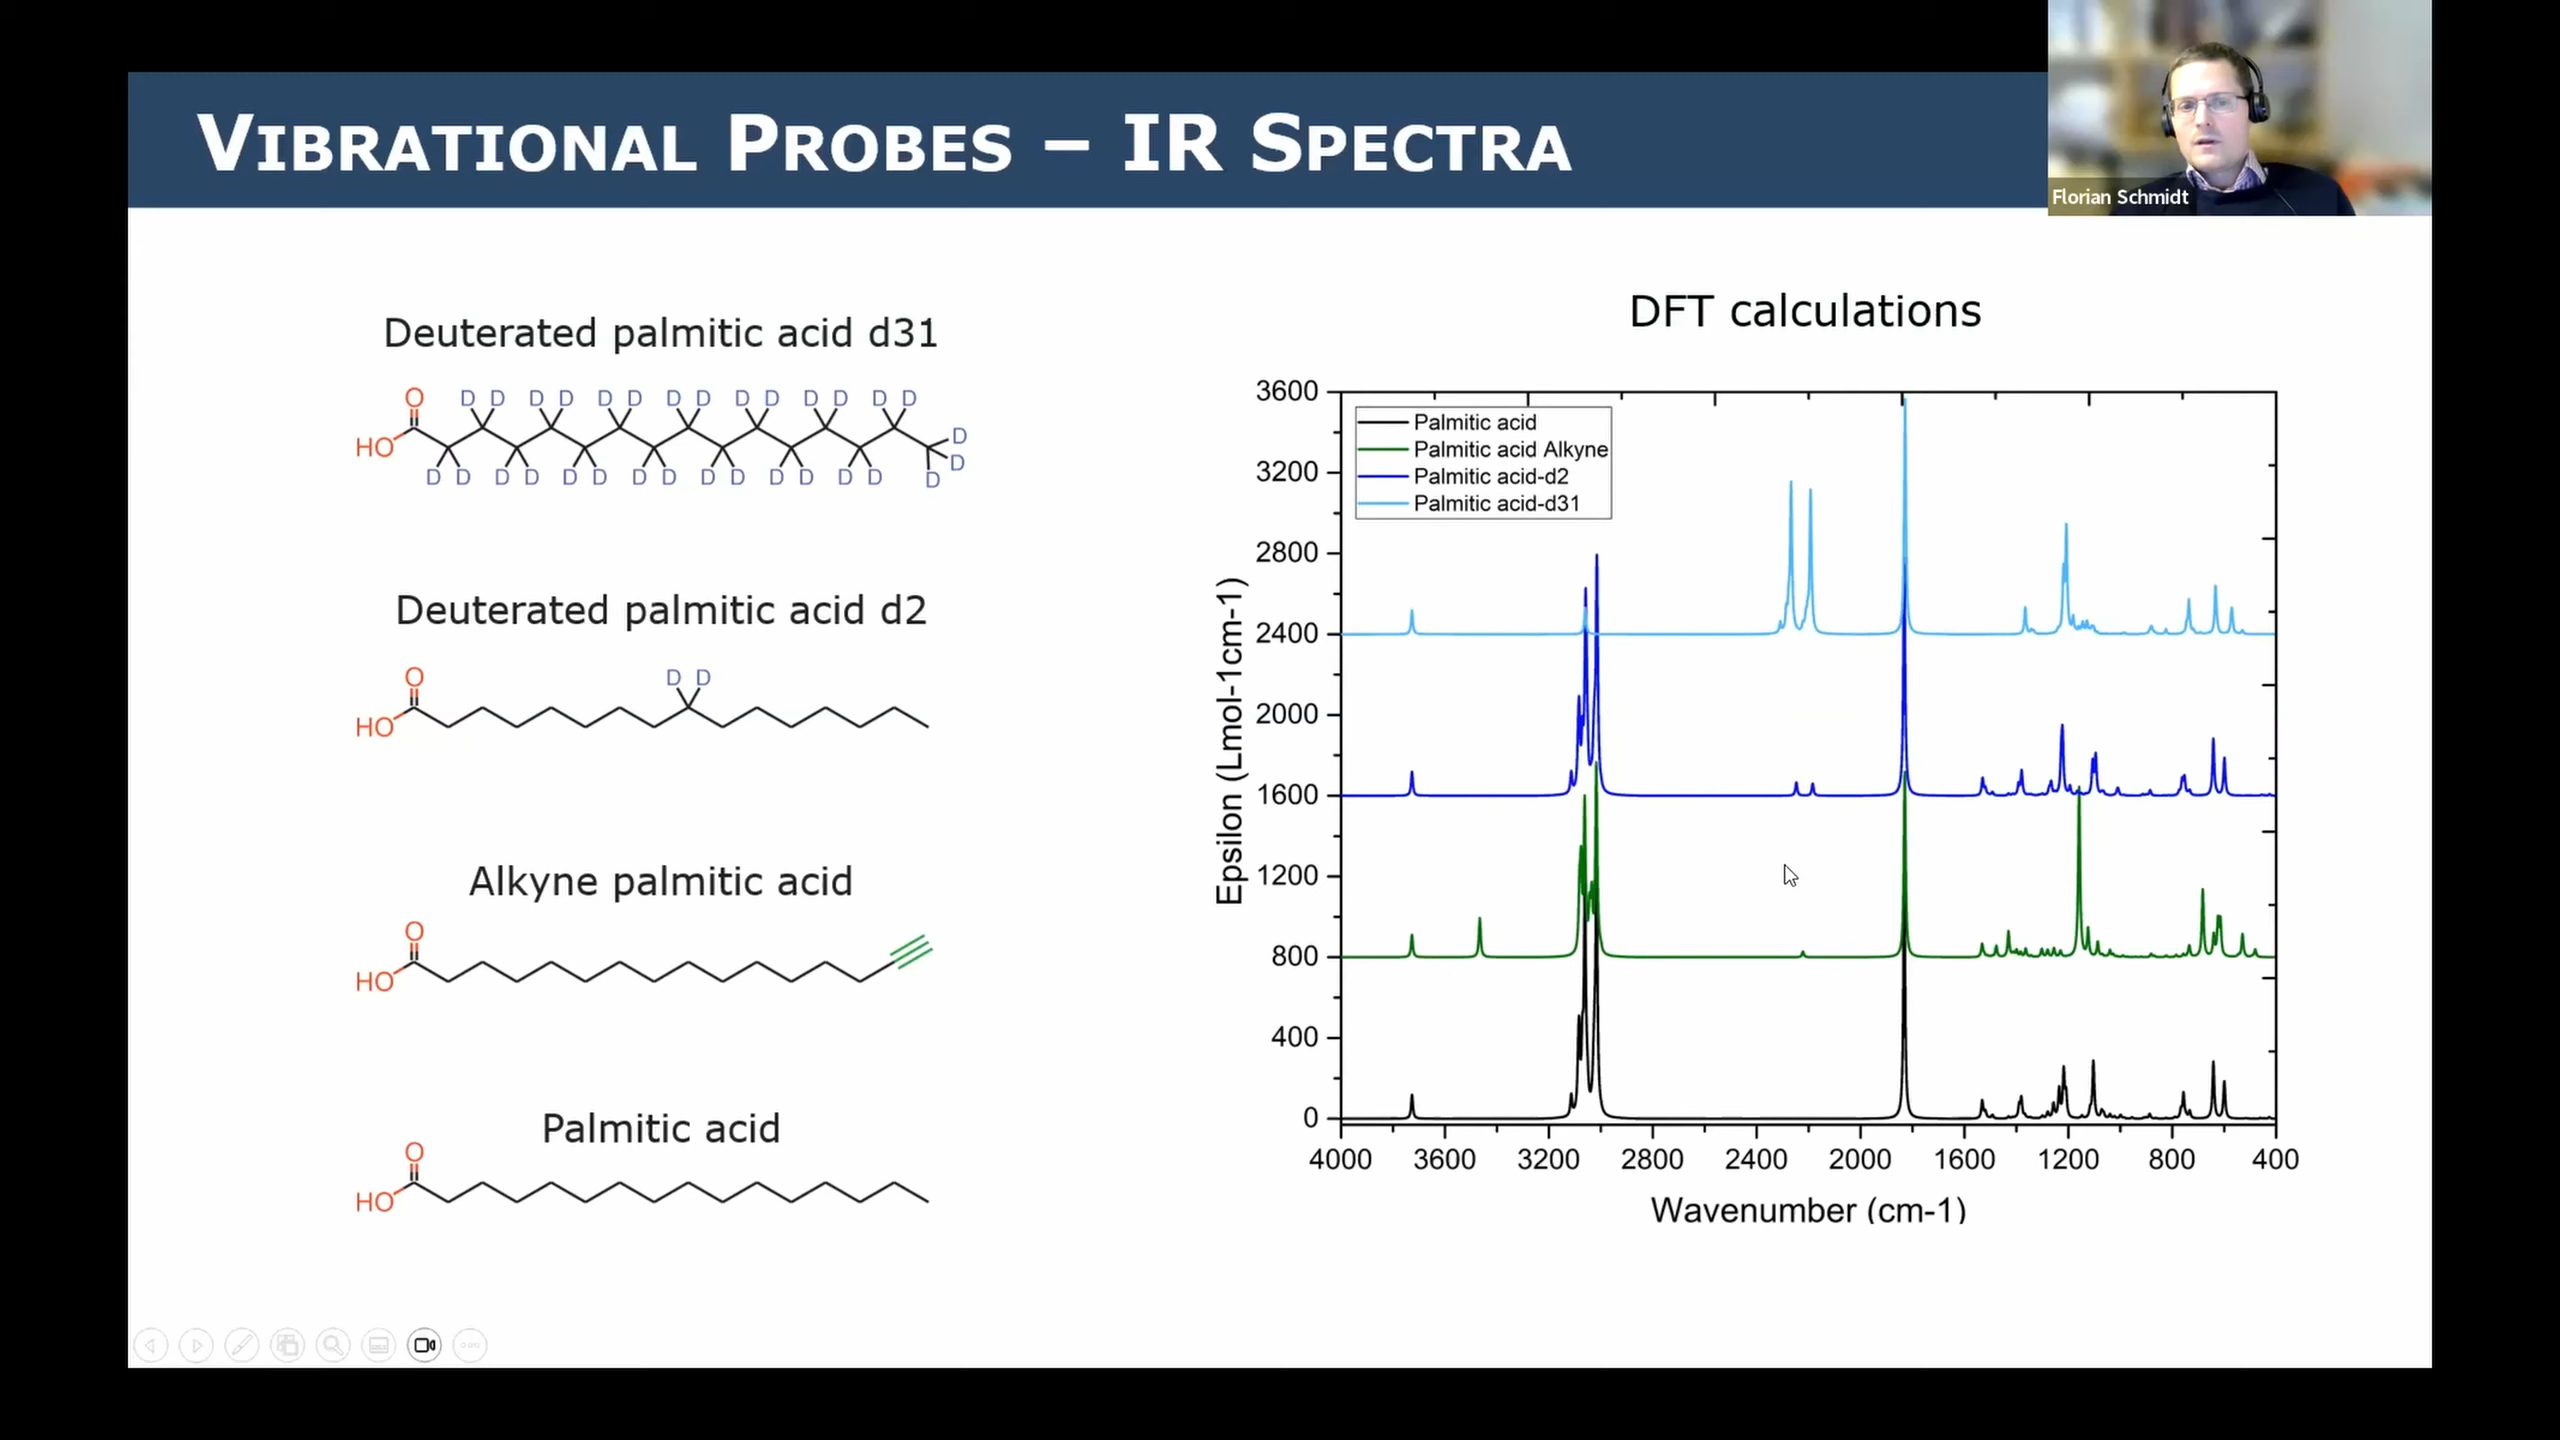 VIBRATIONAL PROBES – IR SPECTRA
Florian Schmidt
Deuterated palmitic acid d31
O
HO
D D D D D D D D D D D D D D
D
D
D D D D D D D D D D D D D D D
Deuterated palmitic acid d2
O
HO
D D
Alkyne palmitic acid
O
HO
Palmitic acid
O
HO
DFT calculations
Palmitic acid
Palmitic acid Alkyne
Palmitic acid-d2
Palmitic acid-d31
Epsilon (Lmol-1cm-1)
3600
3200
2800
2400
2000
1600
1200
800
400
0
4000 3600 3200 2800 2400 2000 1600 1200 800 400
Wavenumber (cm-1)